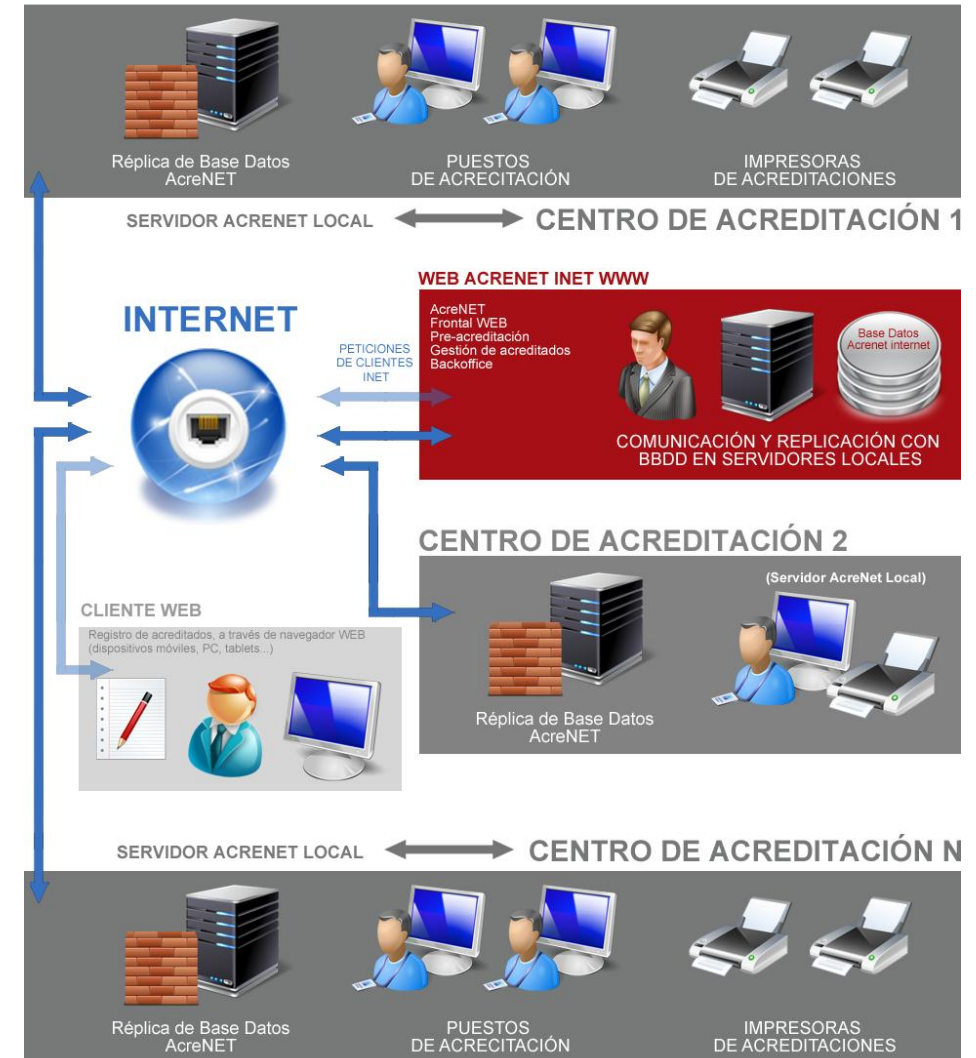 Réplica de Base Datos
AcreNET
PUESTOS
DE ACRECITACIÓN
IMPRESORAS
DE ACREDITACIONES
SERVIDOR ACRENET LOCAL
CENTRO DE ACREDITACIÓN 1
INTERNET
PETICIONES
DE CLIENTES
INET
WEB ACRENET INET WWW
AcreNET
Frontal WEB
Pre-acreditación
Gestión de acreditados
Backoffice
Base Datos
Acrenet internet
COMUNICACIÓN Y REPLICACIÓN CON
BBDD EN SERVIDORES LOCALES
CENTRO DE ACREDITACIÓN 2
(Servidor AcreNet Local)
Réplica de Base Datos
AcreNET
CLIENTE WEB
Registro de acreditados, a través de navegador WEB
(dispositivos móviles, PC, tablets...)
SERVIDOR ACRENET LOCAL
CENTRO DE ACREDITACIÓN N
Réplica de Base Datos
AcreNET
PUESTOS
DE ACRECITACIÓN
IMPRESORAS
DE ACREDITACIONES